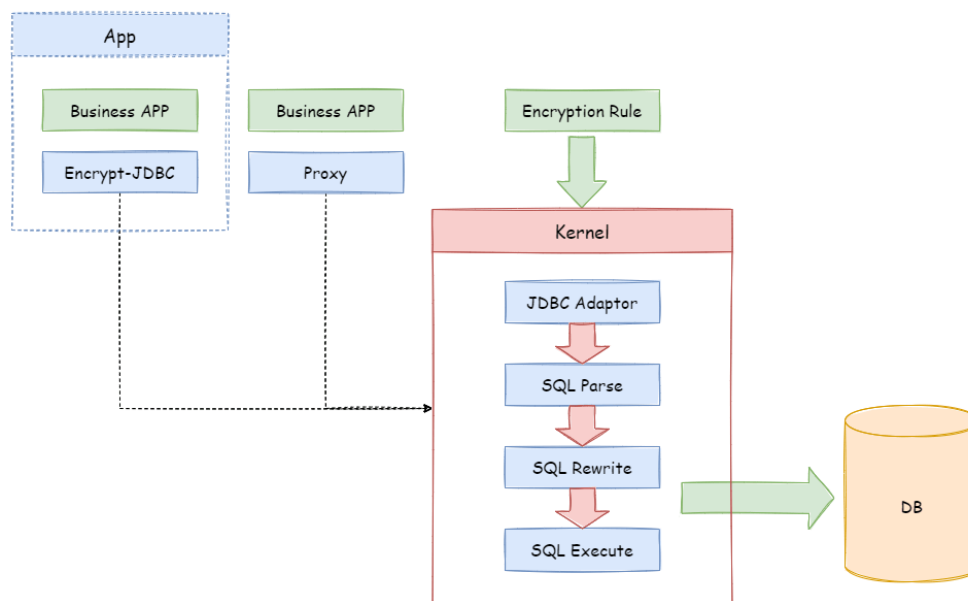 App
Business APP
Business APP
Encryption Rule
Encrypt-JDBC
Proxy
Kernel
JDBC Adaptor
SQL Parse
SQL Rewrite
DB
SQL Execute